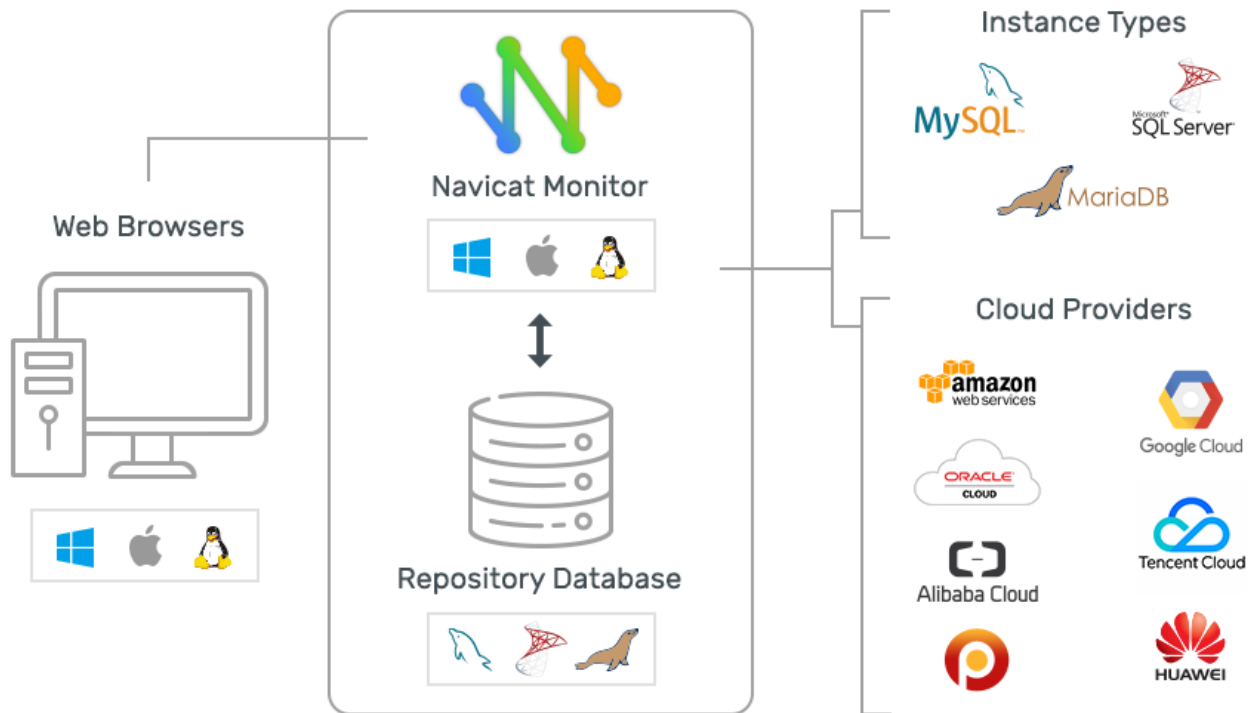 Web Browsers
Navicat Monitor
Repository Database
Instance Types
MySQL™
Microsoft®
SQL Server®
MariaDB
Cloud Providers
amazon
web services
Google Cloud
ORACLE®
CLOUD
Tencent Cloud
Alibaba Cloud
HUAWEI